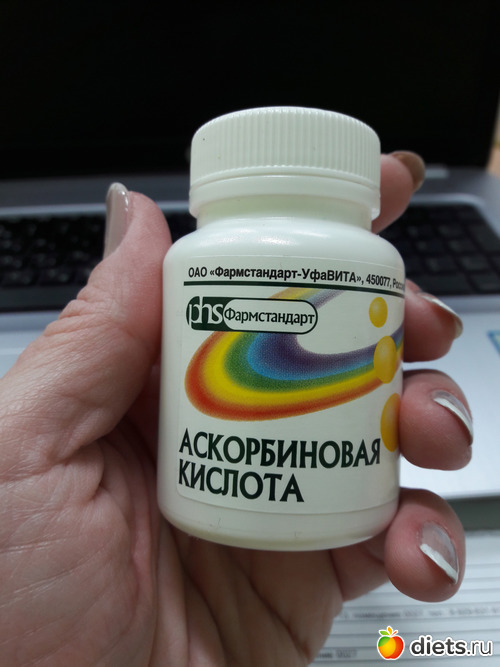 ОАО «Фармстандарт-УфаВИТА», 450077,
phs Фармстандарт
АСКОРБИНОВАЯ
КИСЛОТА
diets.ru